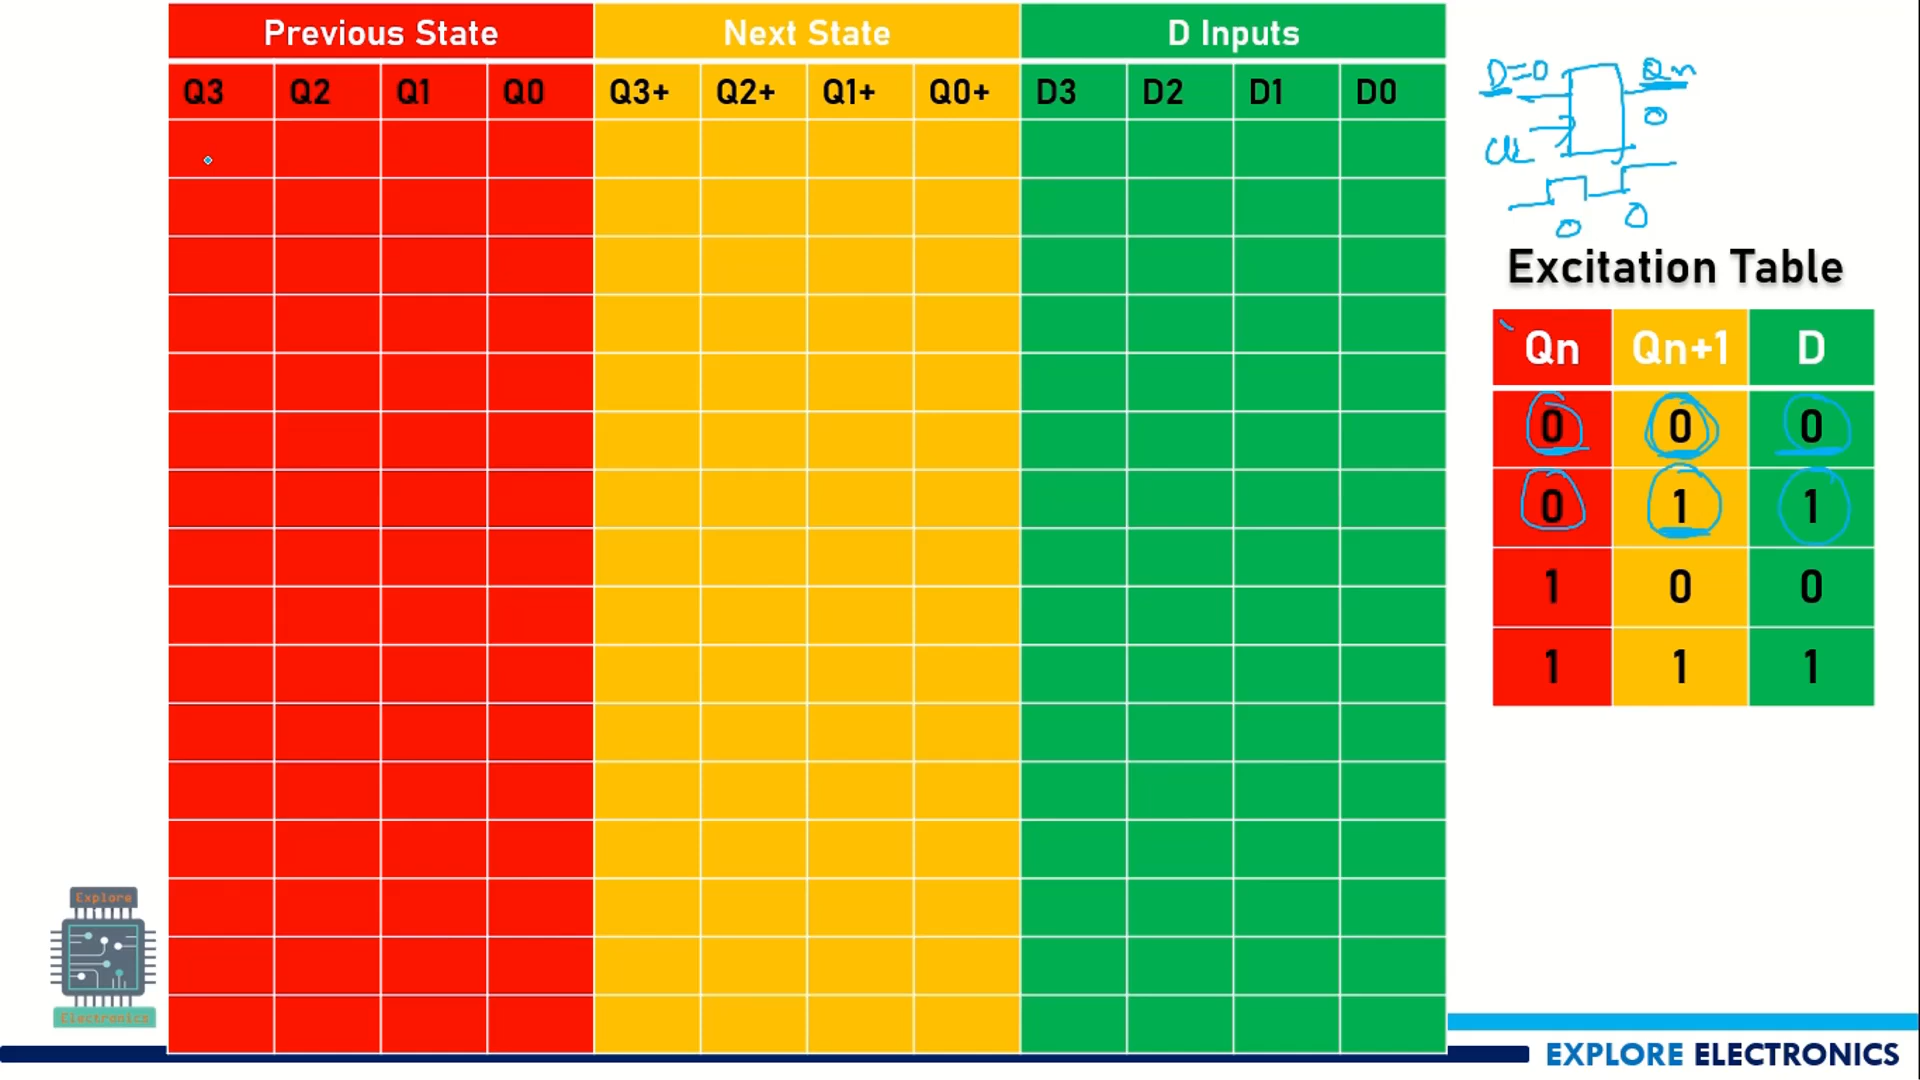 Previous State Next State D Inputs
Q3 Q2 Q1 Q0 Q3+ Q2+ Q1+ Q0+ D3 D2 D1 D0
D=0 Qn
0
Clk
0 0
Excitation Table
Qn Qn+1 D
0 0 0
0 1 1
1 0 0
1 1 1
Explore
Electronics
EXPLORE ELECTRONICS